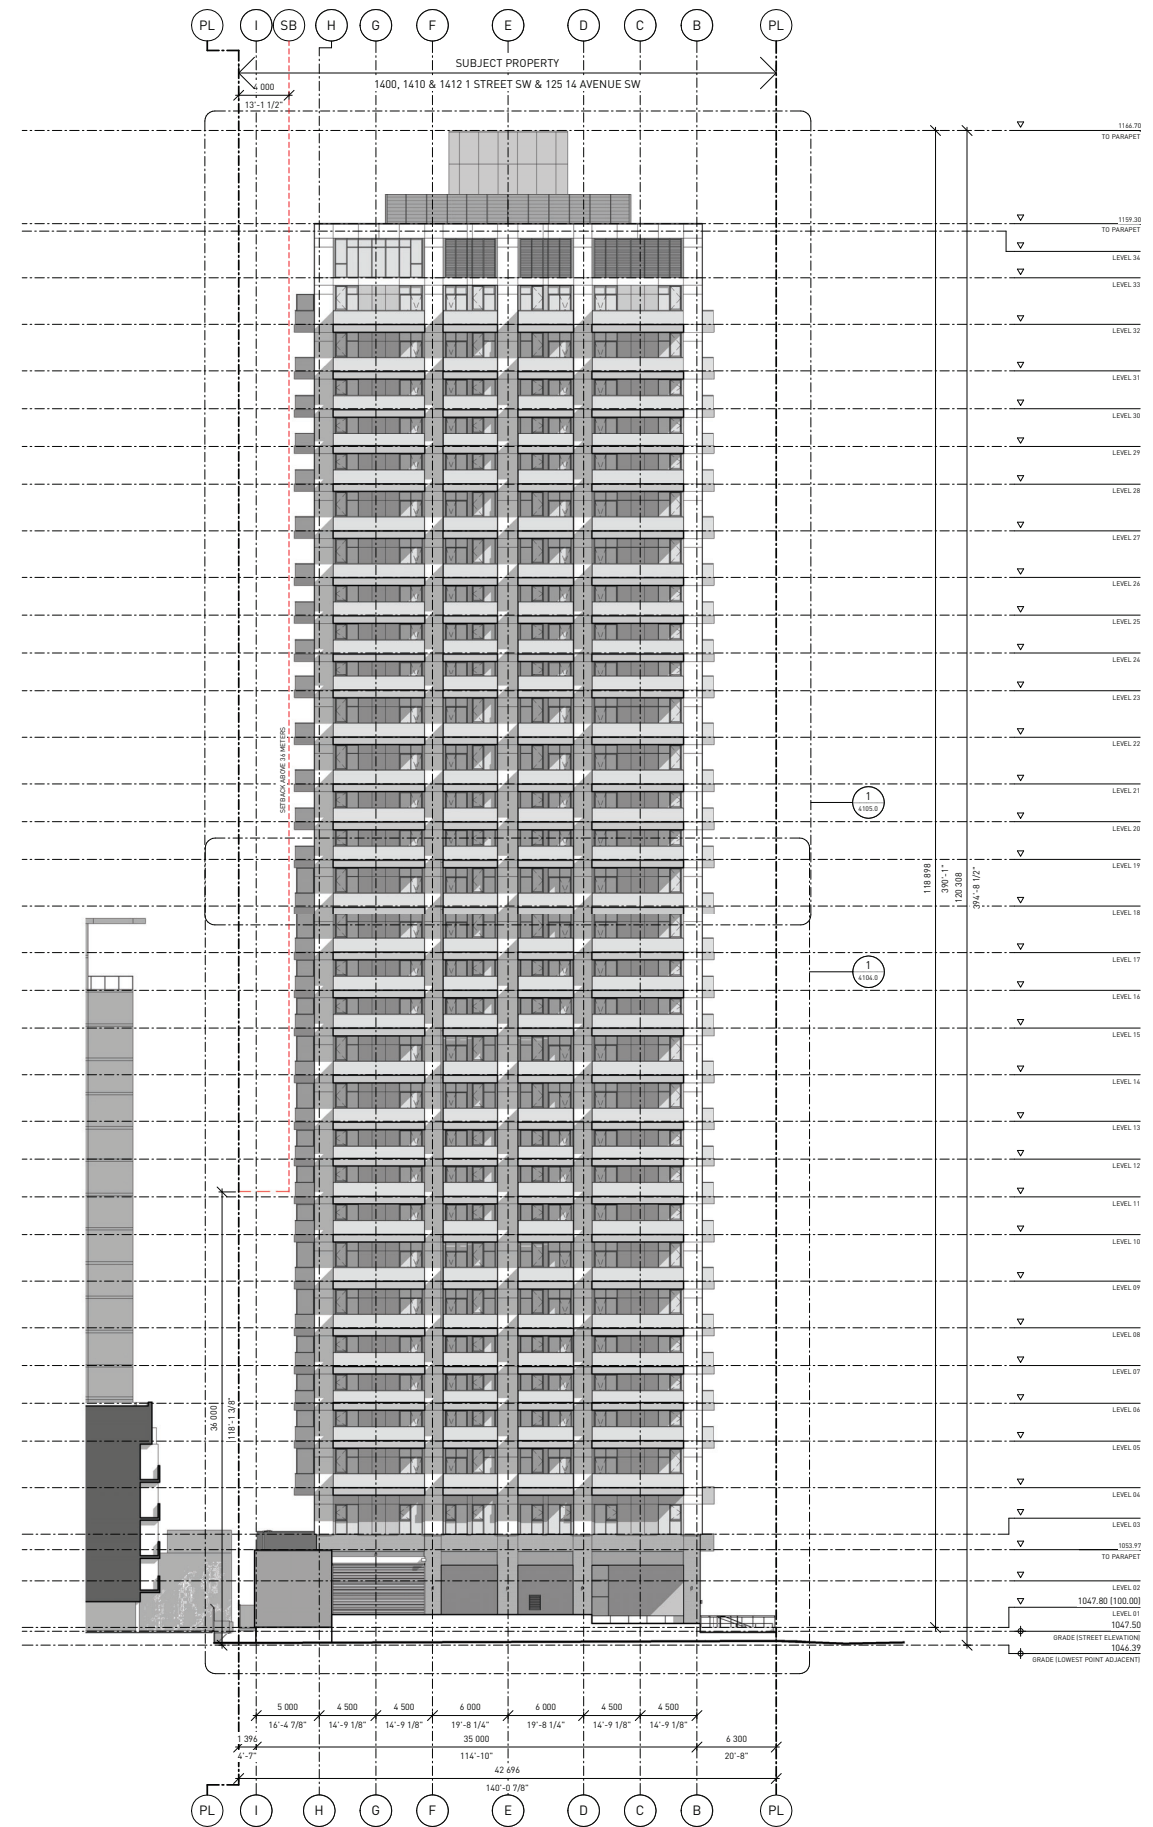 PL I SB H G F E D C B PL
SUBJECT PROPERTY
1400, 1410 & 1412 1 STREET SW & 125 14 AVENUE SW
4 000
13'-1 1/2"
1166.70
TO PARAPET
1159.30
TO PARAPET
LEVEL 34
LEVEL 33
LEVEL 32
LEVEL 31
LEVEL 30
LEVEL 29
LEVEL 28
LEVEL 27
LEVEL 26
LEVEL 25
LEVEL 24
LEVEL 23
SETBACK ABOVE 36 METERS
LEVEL 22
LEVEL 21
1
4105.0
LEVEL 20
LEVEL 19
118 898
390'-1"
120 308
394'-8 1/2"
LEVEL 18
LEVEL 17
1
4104.0
LEVEL 16
LEVEL 15
LEVEL 14
LEVEL 13
LEVEL 12
LEVEL 11
LEVEL 10
LEVEL 09
LEVEL 08
LEVEL 07
LEVEL 06
36 000
118'-1 3/8"
LEVEL 05
LEVEL 04
LEVEL 03
1053.97
TO PARAPET
LEVEL 02
1047.80 (100.00)
LEVEL 01
1047.50
GRADE (STREET ELEVATION)
1046.39
GRADE (LOWEST POINT ADJACENT)
5 000 4 500 4 500 6 000 6 000 4 500 4 500
16'-4 7/8" 14'-9 1/8" 14'-9 1/8" 19'-8 1/4" 19'-8 1/4" 14'-9 1/8" 14'-9 1/8"
1 396 35 000 6 300
4'-7" 114'-10" 20'-8"
42 696
140'-0 7/8"
PL I H G F E D C B PL